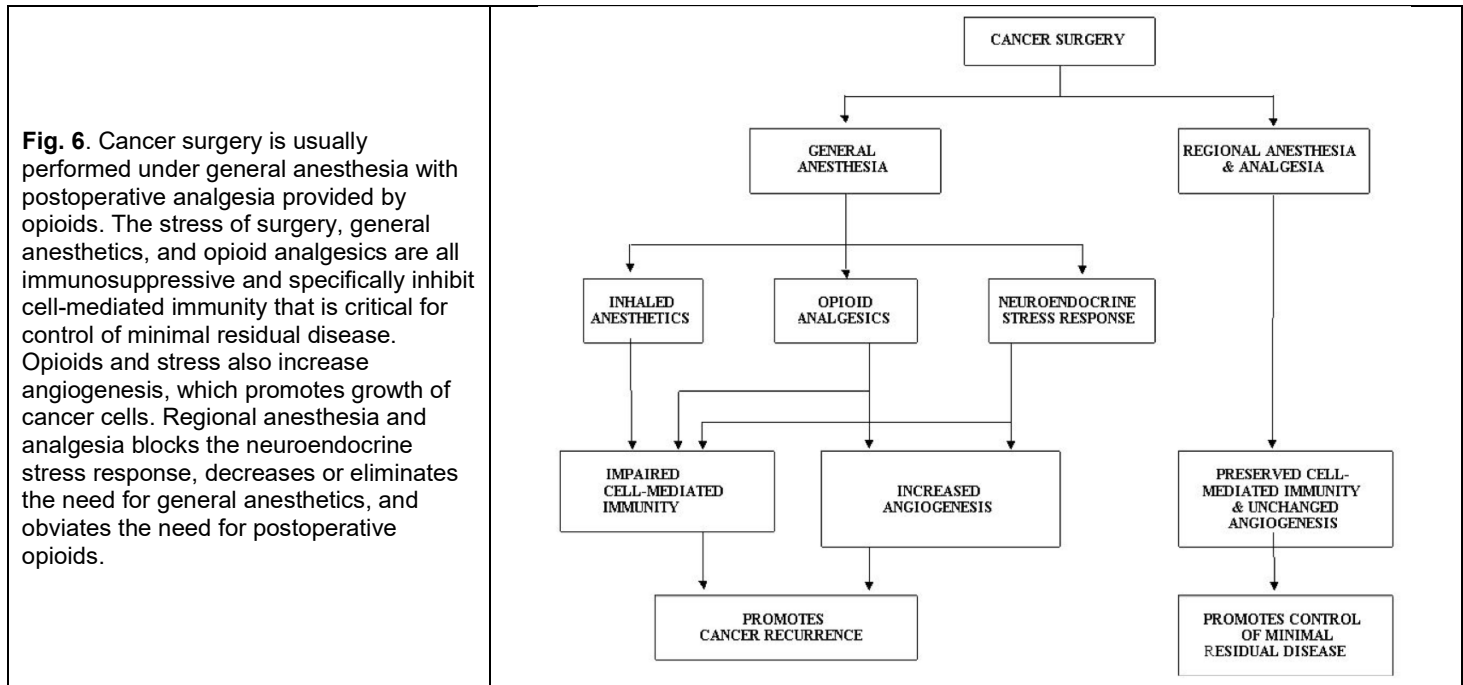 Fig. 6. Cancer surgery is usually
performed under general anesthesia with
postoperative analgesia provided by
opioids. The stress of surgery, general
anesthetics, and opioid analgesics are all
immunosuppressive and specifically inhibit
cell-mediated immunity that is critical for
control of minimal residual disease.
Opioids and stress also increase
angiogenesis, which promotes growth of
cancer cells. Regional anesthesia and
analgesia blocks the neuroendocrine
stress response, decreases or eliminates
the need for general anesthetics, and
obviates the need for postoperative
opioids.
CANCER SURGERY
GENERAL
ANESTHESIA
REGIONAL ANESTHESIA
& ANALGESIA
INHALED
ANESTHETICS
OPIOID
ANALGESICS
NEUROENDOCRINE
STRESS RESPONSE
IMPAIRED
CELL-MEDIATED
IMMUNITY
INCREASED
ANGIOGENESIS
PRESERVED CELL-
MEDIATED IMMUNITY
& UNCHANGED
ANGIOGENESIS
PROMOTES
CANCER RECURRENCE
PROMOTES CONTROL
OF MINIMAL
RESIDUAL DISEASE